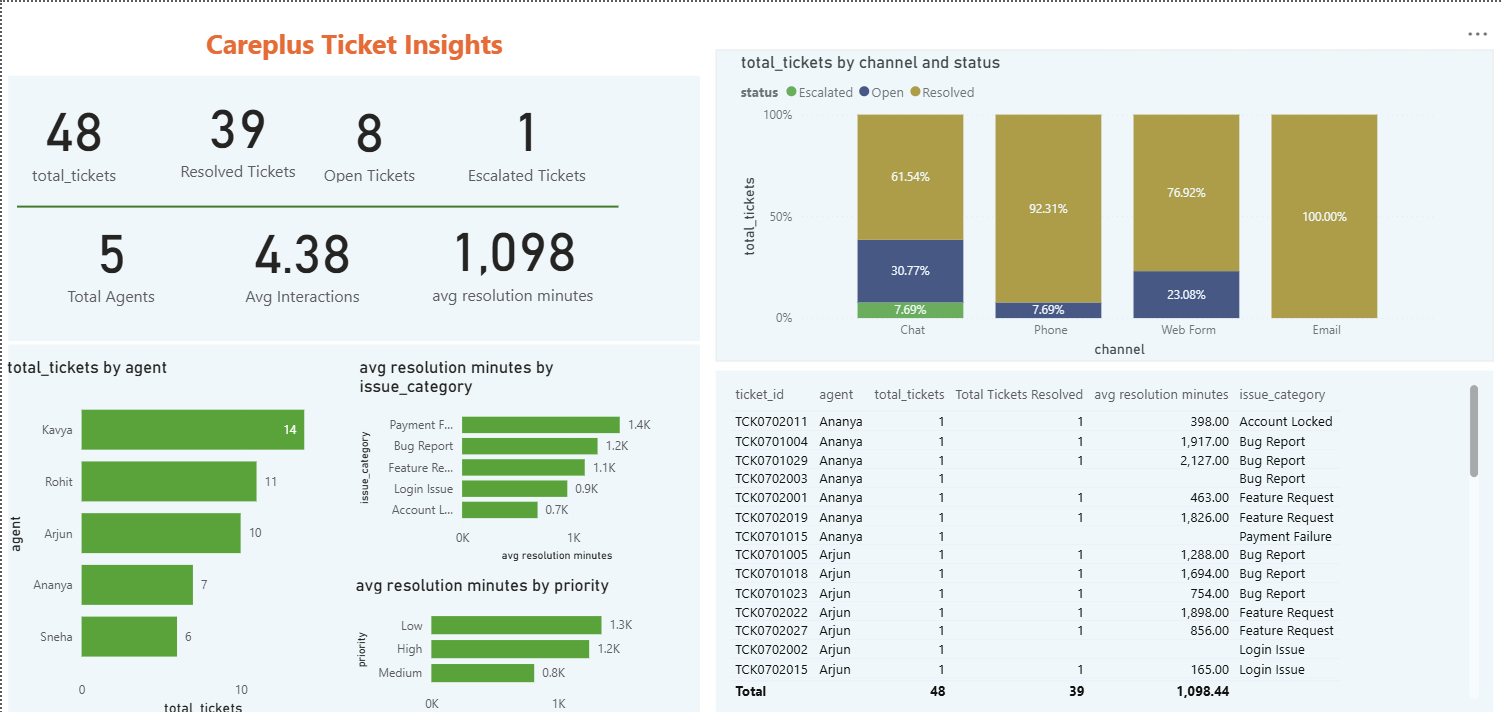 Careplus Ticket Insights
48
total_tickets
39
Resolved Tickets
8
Open Tickets
1
Escalated Tickets
5
Total Agents
4.38
Avg Interactions
1,098
avg resolution minutes
total_tickets by channel and status
status Escalated Open Resolved
total_tickets
100%
50%
0%
61.54%
30.77%
7.69%
92.31%
7.69%
76.92%
23.08%
100.00%
Chat Phone Web Form Email
channel
total_tickets by agent
agent
Kavya 14
Rohit 11
Arjun 10
Ananya 7
Sneha 6
0 10
total_tickets
avg resolution minutes by
issue_category
issue_category
Payment F... 1.4K
Bug Report 1.2K
Feature Re... 1.1K
Login Issue 0.9K
Account L... 0.7K
0K 1K
avg resolution minutes
avg resolution minutes by priority
priority
Low 1.3K
High 1.2K
Medium 0.8K
0K 1K
ticket_id agent total_tickets Total Tickets Resolved avg resolution minutes issue_category
TCK0702011 Ananya 1 1 398.00 Account Locked
TCK0701004 Ananya 1 1 1,917.00 Bug Report
TCK0701029 Ananya 1 1 2,127.00 Bug Report
TCK0702003 Ananya 1 Bug Report
TCK0702001 Ananya 1 1 463.00 Feature Request
TCK0702019 Ananya 1 1 1,826.00 Feature Request
TCK0701015 Ananya 1 Payment Failure
TCK0701005 Arjun 1 1 1,288.00 Bug Report
TCK0701018 Arjun 1 1 1,694.00 Bug Report
TCK0701023 Arjun 1 1 754.00 Bug Report
TCK0702022 Arjun 1 1 1,898.00 Feature Request
TCK0702027 Arjun 1 1 856.00 Feature Request
TCK0702002 Arjun 1 Login Issue
TCK0702015 Arjun 1 1 165.00 Login Issue
Total 48 39 1,098.44